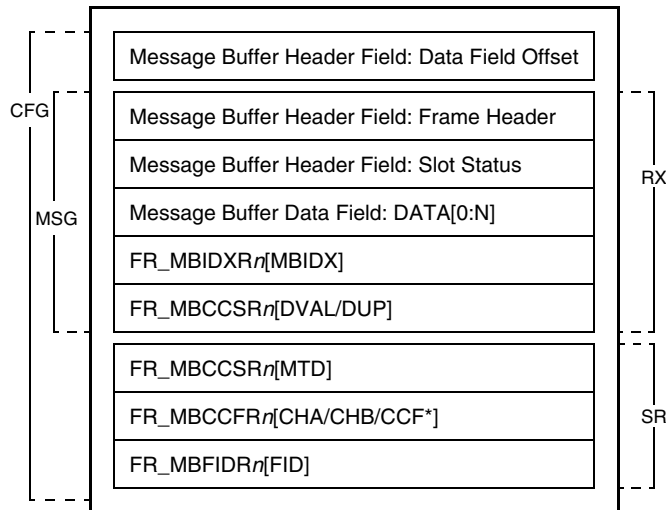 Message Buffer Header Field: Data Field Offset
CFG
Message Buffer Header Field: Frame Header
Message Buffer Header Field: Slot Status
RX
Message Buffer Data Field: DATA[0:N]
MSG
FR_MBIDXRn[MBIDX]
FR_MBCCSRn[DVAL/DUP]
FR_MBCCSRn[MTD]
FR_MBCCFRn[CHA/CHB/CCF*]
SR
FR_MBFIDRn[FID]